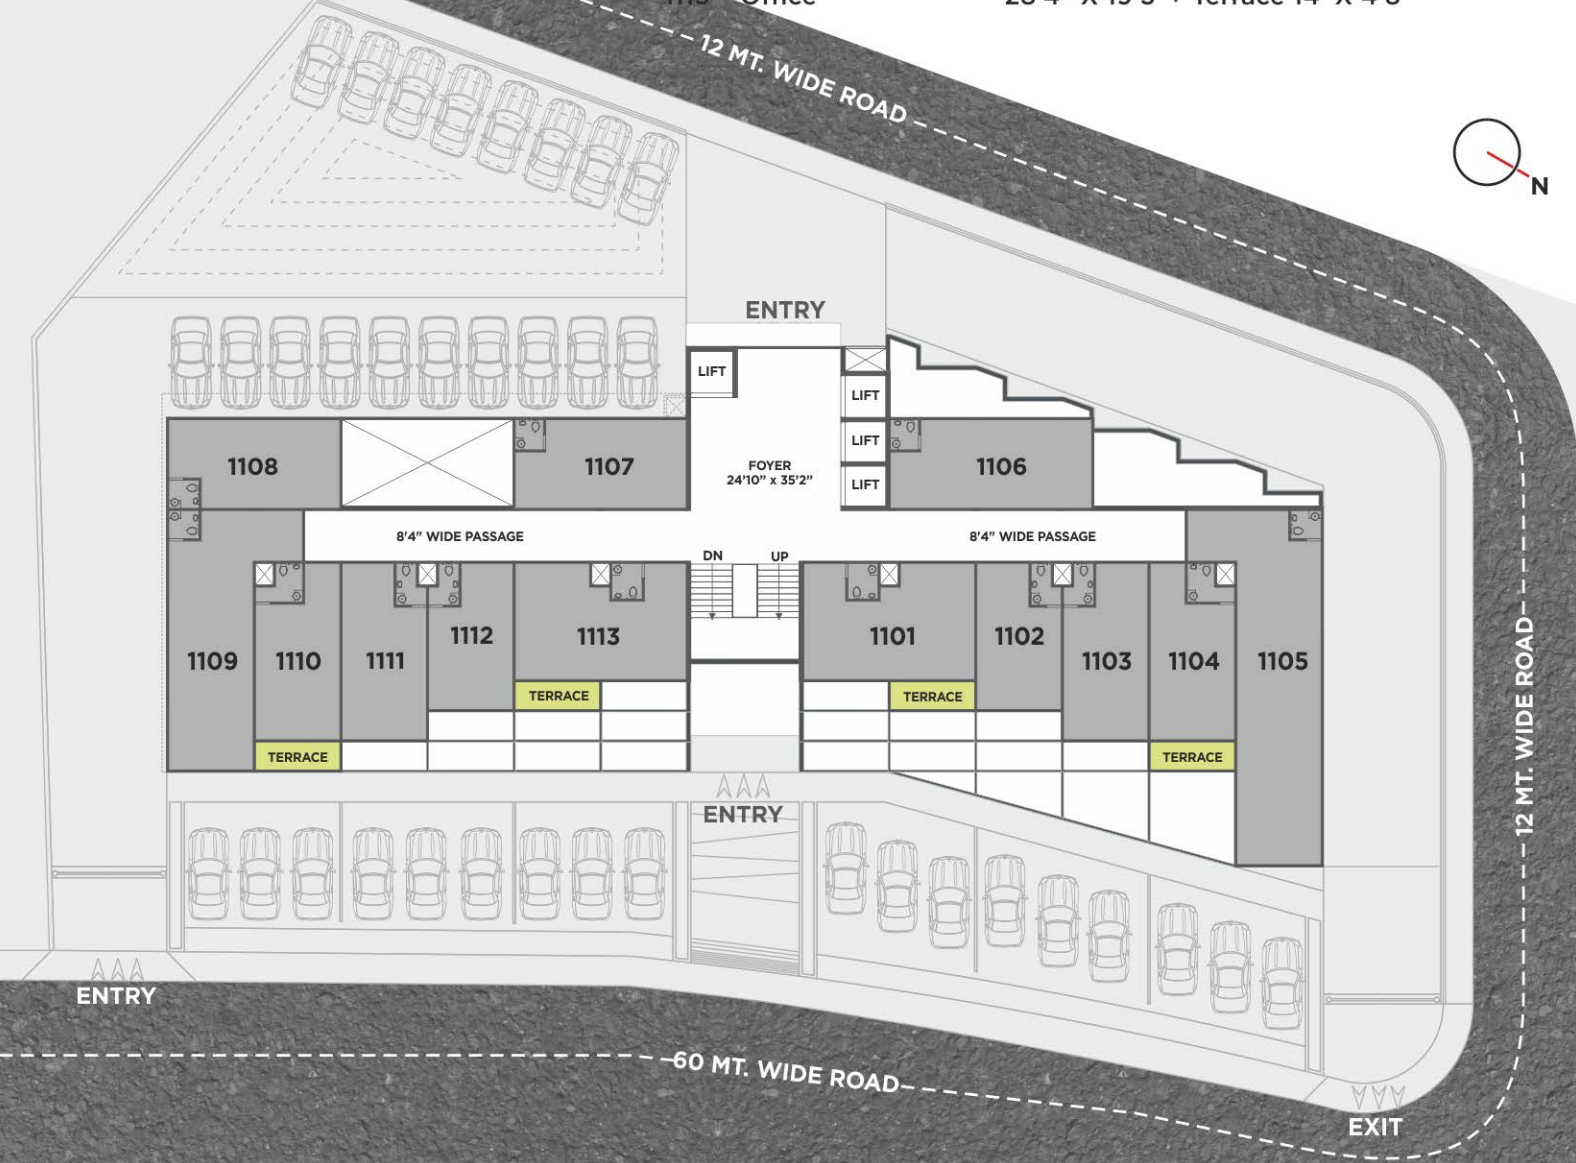 12 MT. WIDE ROAD
N
ENTRY
LIFT
LIFT
LIFT
LIFT
1108
1107
FOYER
24'10" x 35'2"
1106
8'4" WIDE PASSAGE
8'4" WIDE PASSAGE
DN
UP
1109
1110
1111
1112
1113
1101
1102
1103
1104
1105
TERRACE
TERRACE
TERRACE
TERRACE
12 MT. WIDE ROAD
ENTRY
ENTRY
60 MT. WIDE ROAD
EXIT